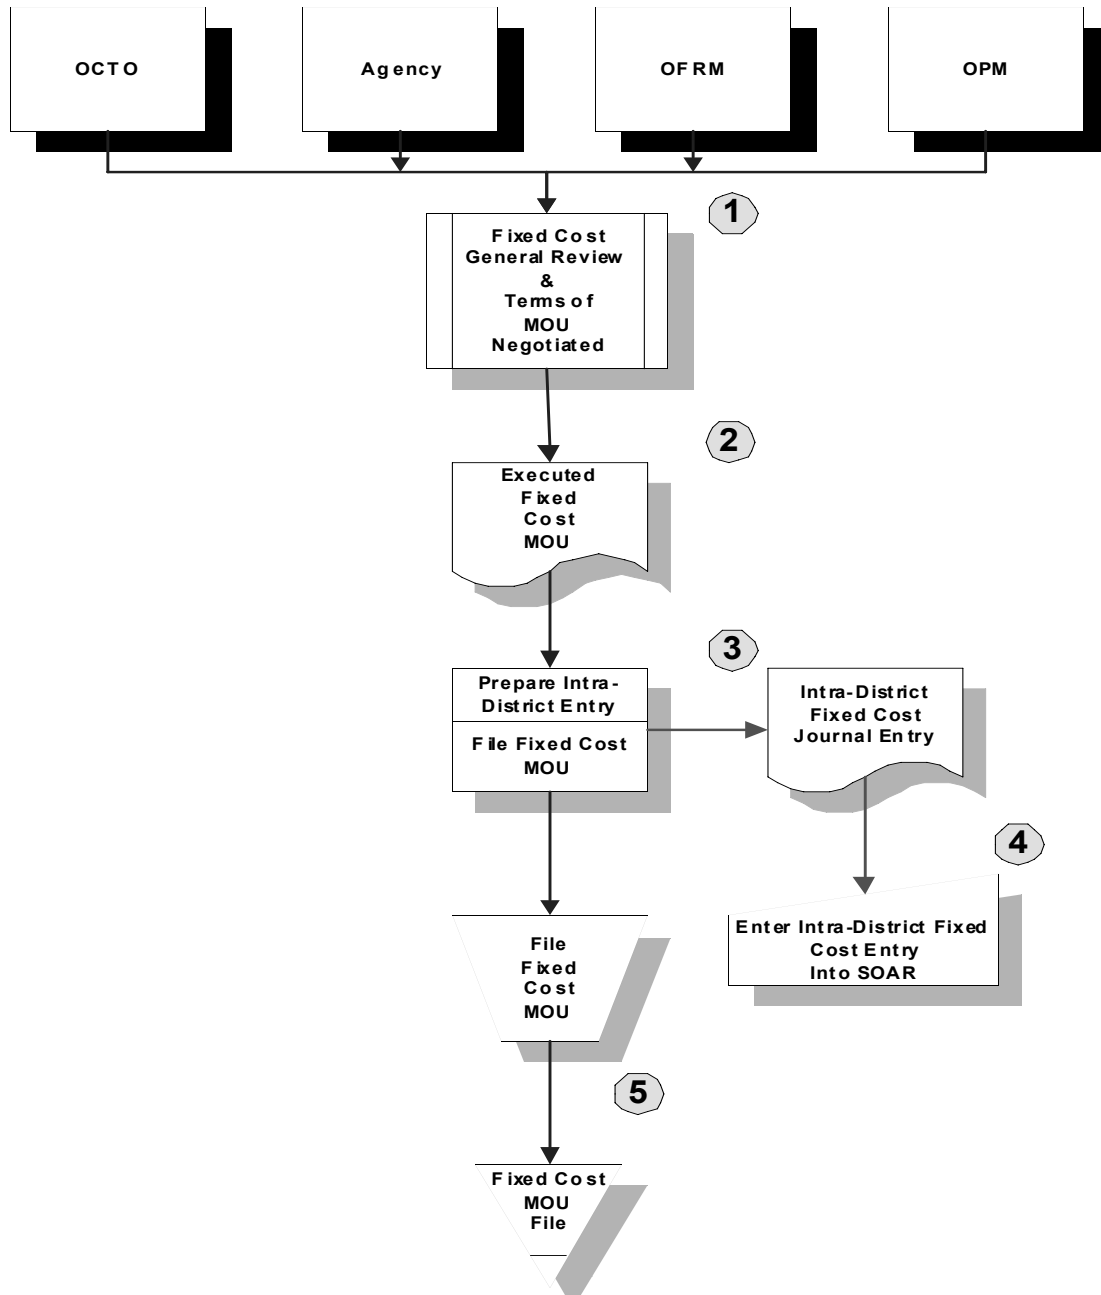 OCTO
Agency
OFRM
OPM
1
Fixed Cost
General Review
&
Terms of
MOU
Negotiated
2
Executed
Fixed
Cost
MOU
3
Prepare Intra-
District Entry
File Fixed Cost
MOU
Intra-District
Fixed Cost
Journal Entry
4
Enter Intra-District Fixed
Cost Entry
Into SOAR
File
Fixed
Cost
MOU
5
Fixed Cost
MOU
File